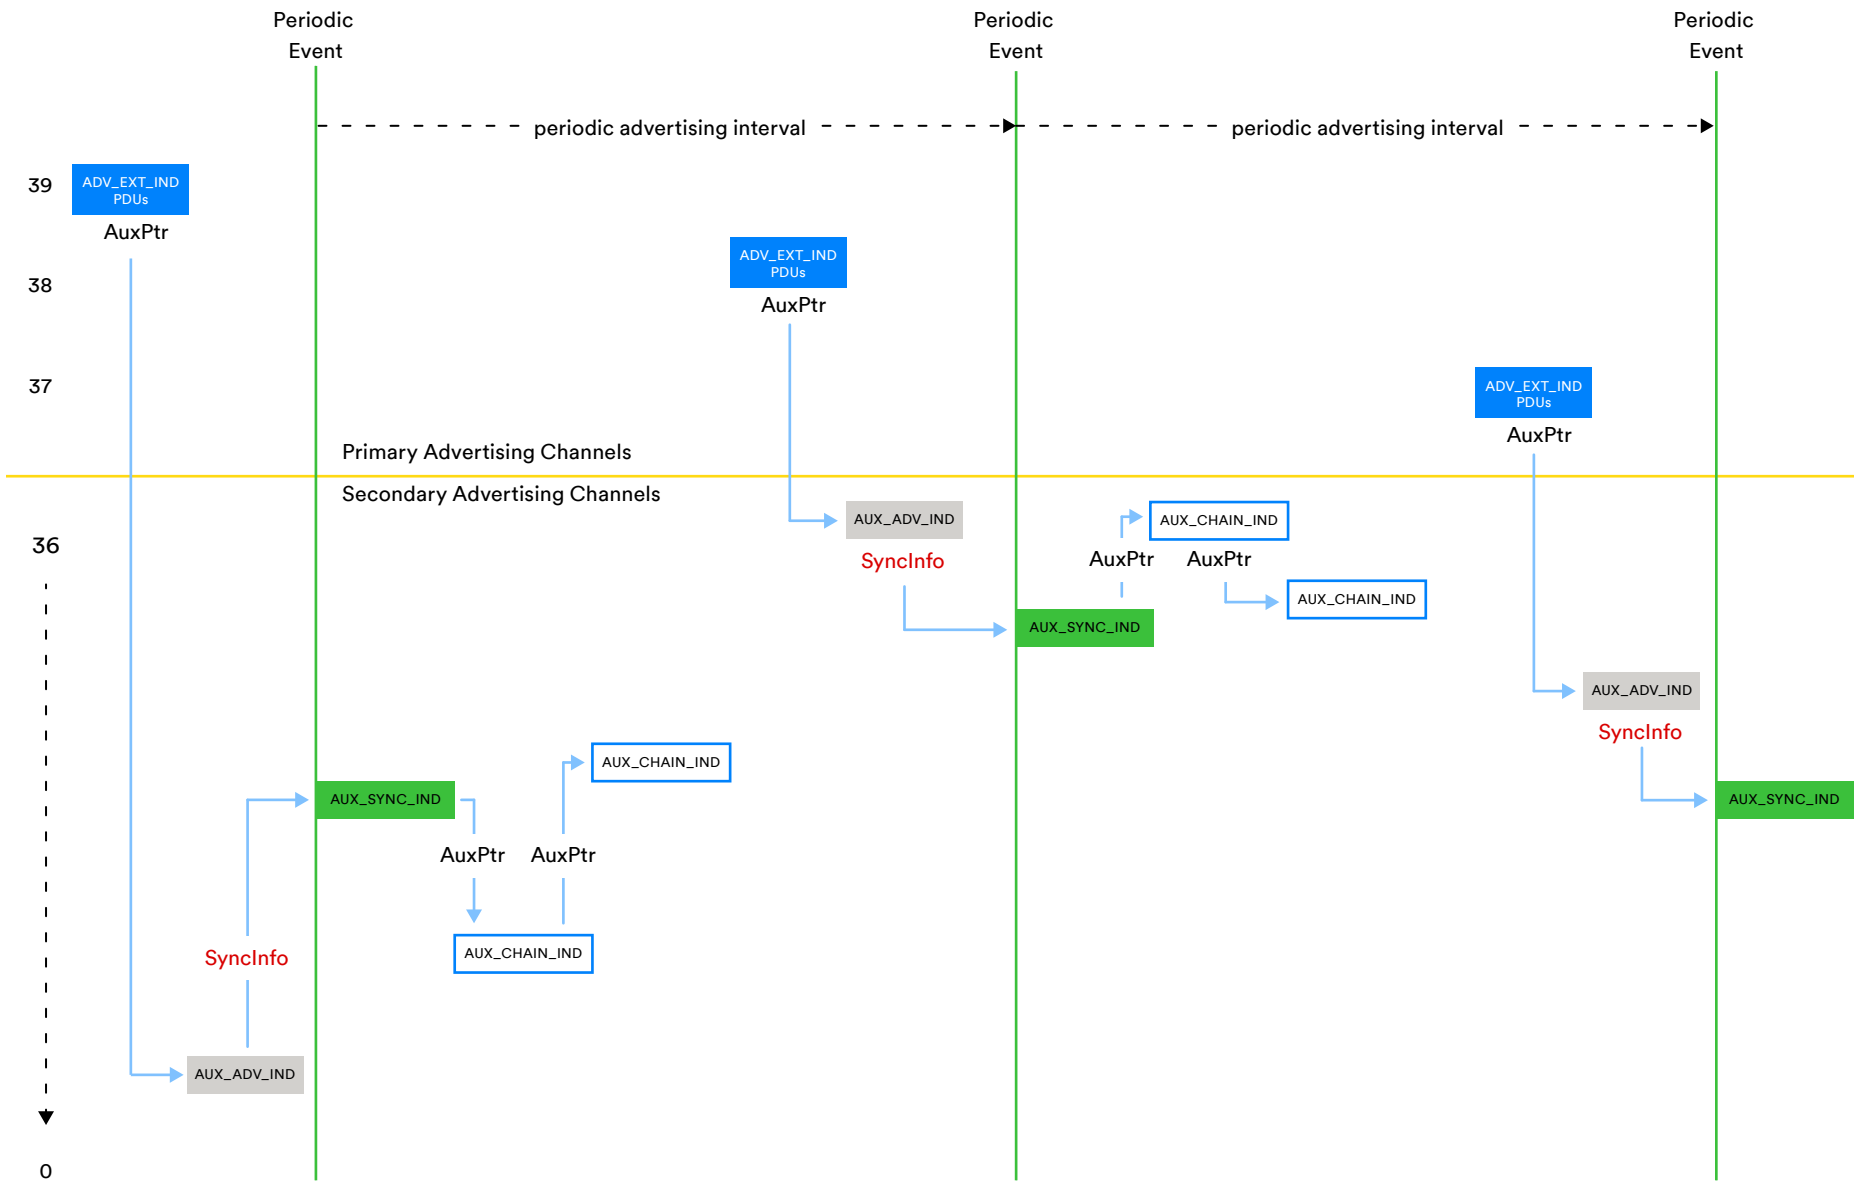 Periodic
Event
Periodic
Event
Periodic
Event
periodic advertising interval
periodic advertising interval
39
ADV_EXT_IND
PDUs
AuxPtr
38
ADV_EXT_IND
PDUs
AuxPtr
37
ADV_EXT_IND
PDUs
AuxPtr
Primary Advertising Channels
Secondary Advertising Channels
36
AUX_ADV_IND
SyncInfo
AUX_CHAIN_IND
AuxPtr
AuxPtr
AUX_CHAIN_IND
AUX_SYNC_IND
AUX_ADV_IND
SyncInfo
AUX_CHAIN_IND
AUX_SYNC_IND
AUX_SYNC_IND
AuxPtr
AuxPtr
SyncInfo
AUX_CHAIN_IND
AUX_ADV_IND
0